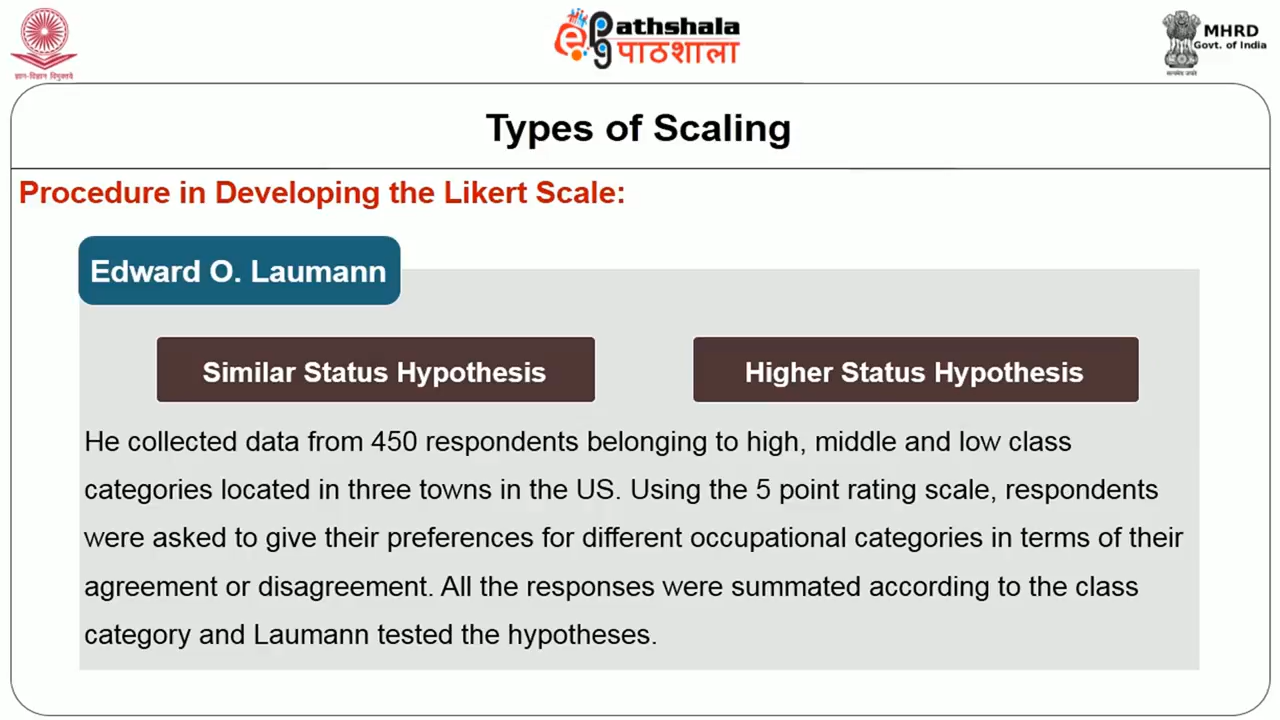 ePathshala
पाठशाला
MHRD
Govt. of India
ज्ञान-विज्ञान विमुक्तये
सत्यमेव जयते
Types of Scaling
Procedure in Developing the Likert Scale:
Edward O. Laumann
Similar Status Hypothesis
Higher Status Hypothesis
He collected data from 450 respondents belonging to high, middle and low class
categories located in three towns in the US. Using the 5 point rating scale, respondents
were asked to give their preferences for different occupational categories in terms of their
agreement or disagreement. All the responses were summated according to the class
category and Laumann tested the hypotheses.